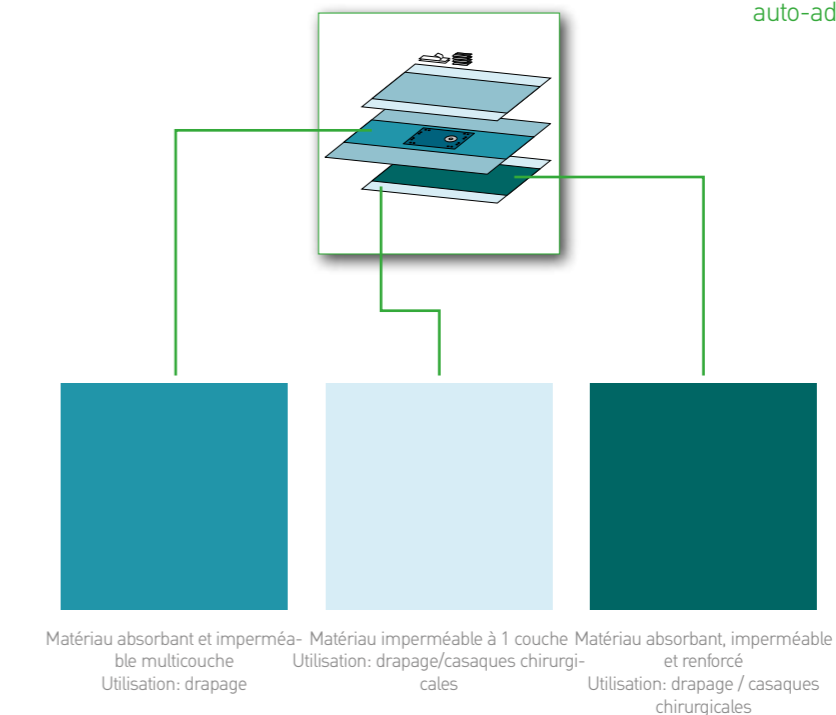 auto-ad
Matériau absorbant et imperméa-
ble multicouche
Utilisation: drapage
Matériau imperméable à 1 couche
Utilisation: drapage/casaques chirurgi-
cales
Matériau absorbant, imperméable
et renforcé
Utilisation: drapage / casaques
chirurgicales